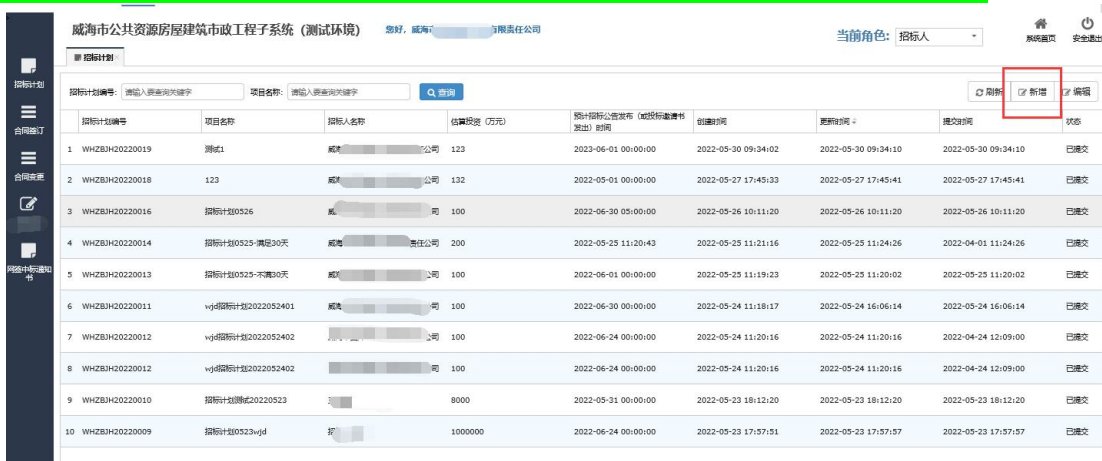 威海市公共资源房屋建筑市政工程子系统（测试环境） 您好，威海 有限责任公司 当前角色： 招标人 系统首页 安全退出
招标计划
招标计划
招标计划编号： 请输入要查询关键字 项目名称： 请输入要查询关键字 查询 刷新 新增 编辑
合同签订
招标计划编号 项目名称 招标人名称 估算投资（万元） 预计招标公告发布（或投标邀请书发出）时间 创建时间 更新时间 提交时间 状态
1 WHZBJH20220019 测试1 威海 公司 123 2023-06-01 00:00:00 2022-05-30 09:34:02 2022-05-30 09:34:10 2022-05-30 09:34:10 已提交
合同变更
2 WHZBJH20220018 123 威海 公司 132 2022-05-01 00:00:00 2022-05-27 17:45:33 2022-05-27 17:45:41 2022-05-27 17:45:41 已提交
3 WHZBJH20220016 招标计划0526 司 100 2022-06-30 05:00:00 2022-05-26 10:11:20 2022-05-26 10:11:20 2022-05-26 10:11:20 已提交
4 WHZBJH20220014 招标计划0525-满足30天 威海 责任公司 200 2022-05-25 11:20:43 2022-05-25 11:21:16 2022-05-25 11:24:26 2022-04-01 11:24:26 已提交
网签中标通知书
5 WHZBJH20220013 招标计划0525-不满30天 威 公司 100 2022-06-01 00:00:00 2022-05-25 11:19:23 2022-05-25 11:20:02 2022-05-25 11:20:02 已提交
6 WHZBJH20220011 wjd招标计划2022052401 威海 司 100 2022-06-30 00:00:00 2022-05-24 11:18:17 2022-05-24 16:06:14 2022-05-24 16:06:14 已提交
7 WHZBJH20220012 wjd招标计划2022052402 公司 100 2022-06-24 00:00:00 2022-05-24 11:20:16 2022-05-24 11:20:16 2022-04-24 12:09:00 已提交
8 WHZBJH20220012 wjd招标计划2022052402 司 100 2022-06-24 00:00:00 2022-05-24 11:20:16 2022-05-24 11:20:16 2022-04-24 12:09:00 已提交
9 WHZBJH20220010 招标计划测试20220523 8000 2022-05-31 00:00:00 2022-05-23 18:12:20 2022-05-23 18:12:20 2022-05-23 18:12:20 已提交
10 WHZBJH20220009 招标计划0523wjd 招 1000000 2022-06-24 00:00:00 2022-05-23 17:57:51 2022-05-23 17:57:57 2022-05-23 17:57:57 已提交